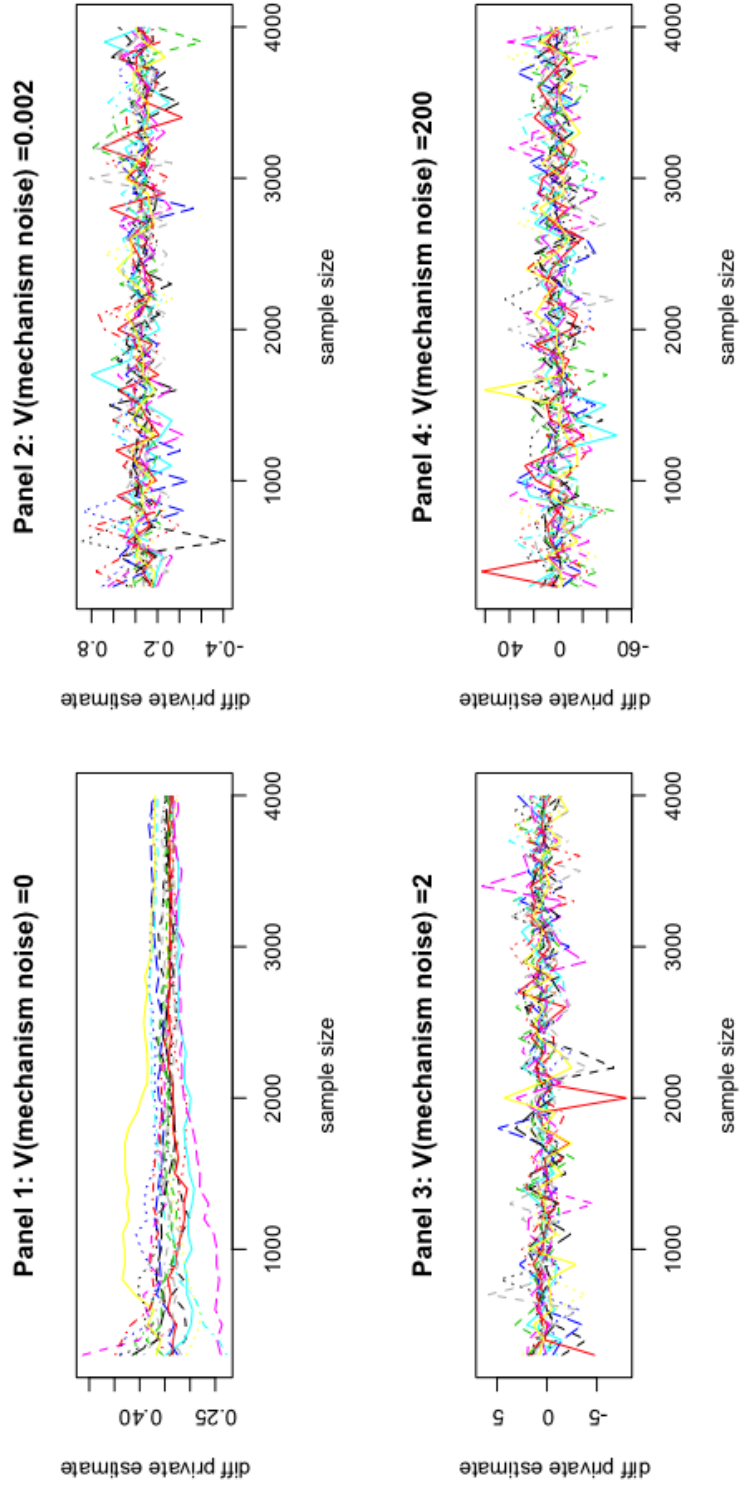 Panel 1: V(mechanism noise) =0
diff private estimate
0.25
0.40
1000
2000
3000
4000
sample size
Panel 2: V(mechanism noise) =0.002
diff private estimate
-0.4
0.2
0.8
1000
2000
3000
4000
sample size
Panel 3: V(mechanism noise) =2
diff private estimate
-5
0
5
1000
2000
3000
4000
sample size
Panel 4: V(mechanism noise) =200
diff private estimate
-60
0
40
1000
2000
3000
4000
sample size